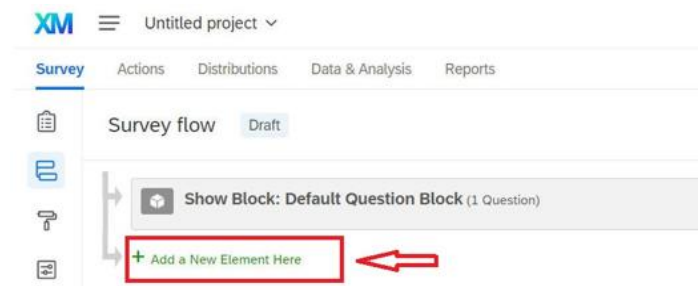 XM Untitled project
Survey Actions Distributions Data & Analysis Reports
Survey flow Draft
Show Block: Default Question Block (1 Question)
+ Add a New Element Here